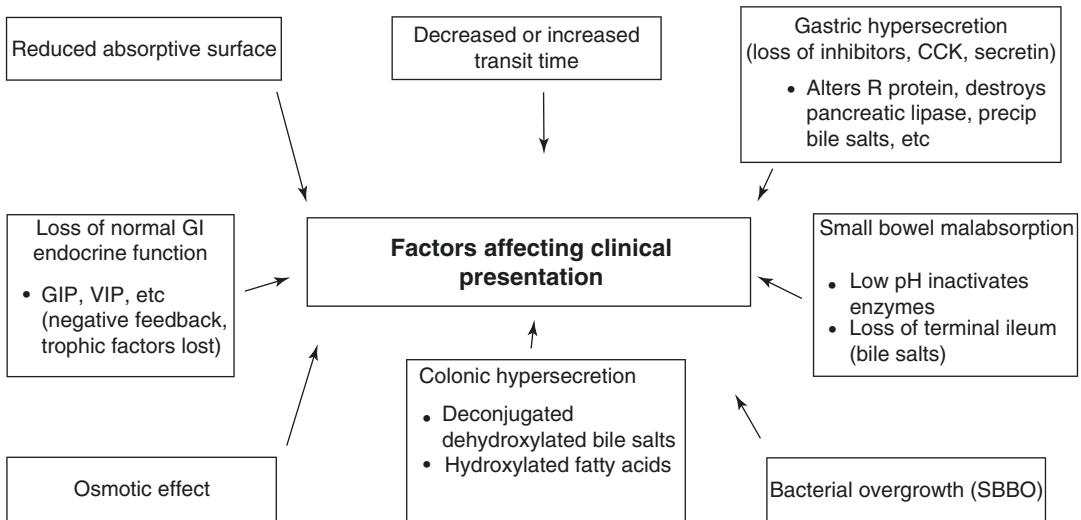 Reduced absorptive surface
Decreased or increased
transit time
Gastric hypersecretion
(loss of inhibitors, CCK, secretin)
• Alters R protein, destroys
pancreatic lipase, precip
bile salts, etc
Loss of normal GI
endocrine function
• GIP, VIP, etc
(negative feedback,
trophic factors lost)
Factors affecting clinical
presentation
Small bowel malabsorption
• Low pH inactivates
enzymes
• Loss of terminal ileum
(bile salts)
Osmotic effect
Colonic hypersecretion
• Deconjugated
dehydroxylated bile salts
• Hydroxylated fatty acids
Bacterial overgrowth (SBBO)